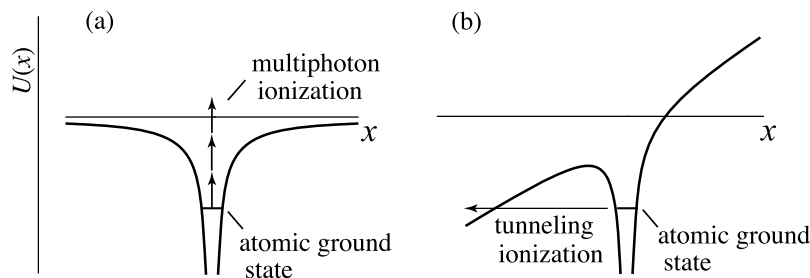 (a)
U(x)
multiphoton
ionization
x
atomic ground
state
(b)
x
tunneling
ionization
atomic ground
state